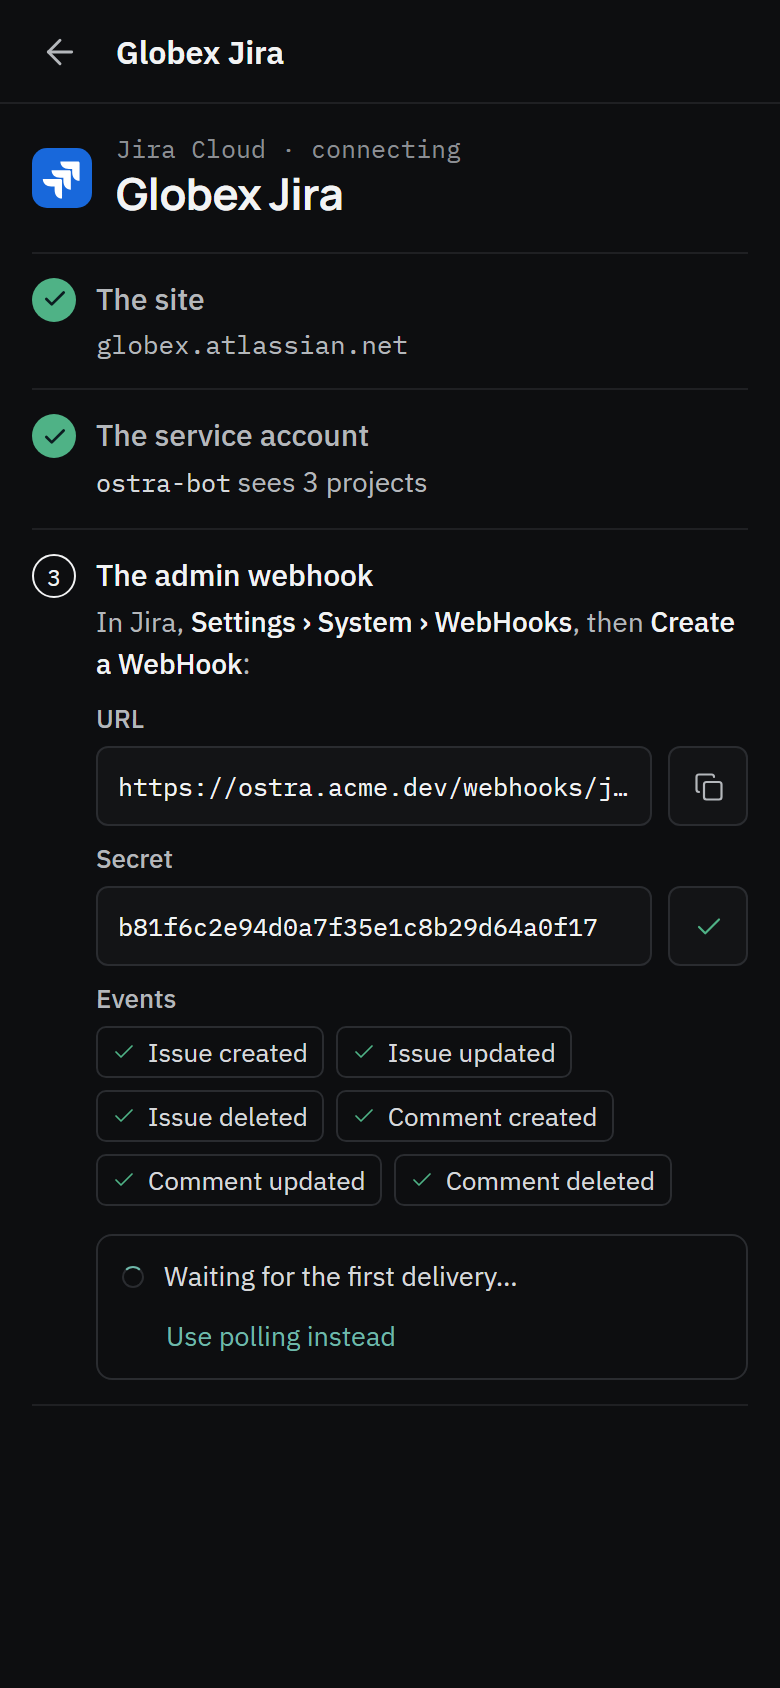 Globex Jira
Jira Cloud · connecting
Globex Jira
The site
globex.atlassian.net
The service account
ostra-bot sees 3 projects
3 The admin webhook
In Jira, Settings › System › WebHooks, then Create
a WebHook:
URL
https://ostra.acme.dev/webhooks/j…
Secret
b81f6c2e94d0a7f35e1c8b29d64a0f17
Events
Issue created Issue updated
Issue deleted Comment created
Comment updated Comment deleted
Waiting for the first delivery…
Use polling instead